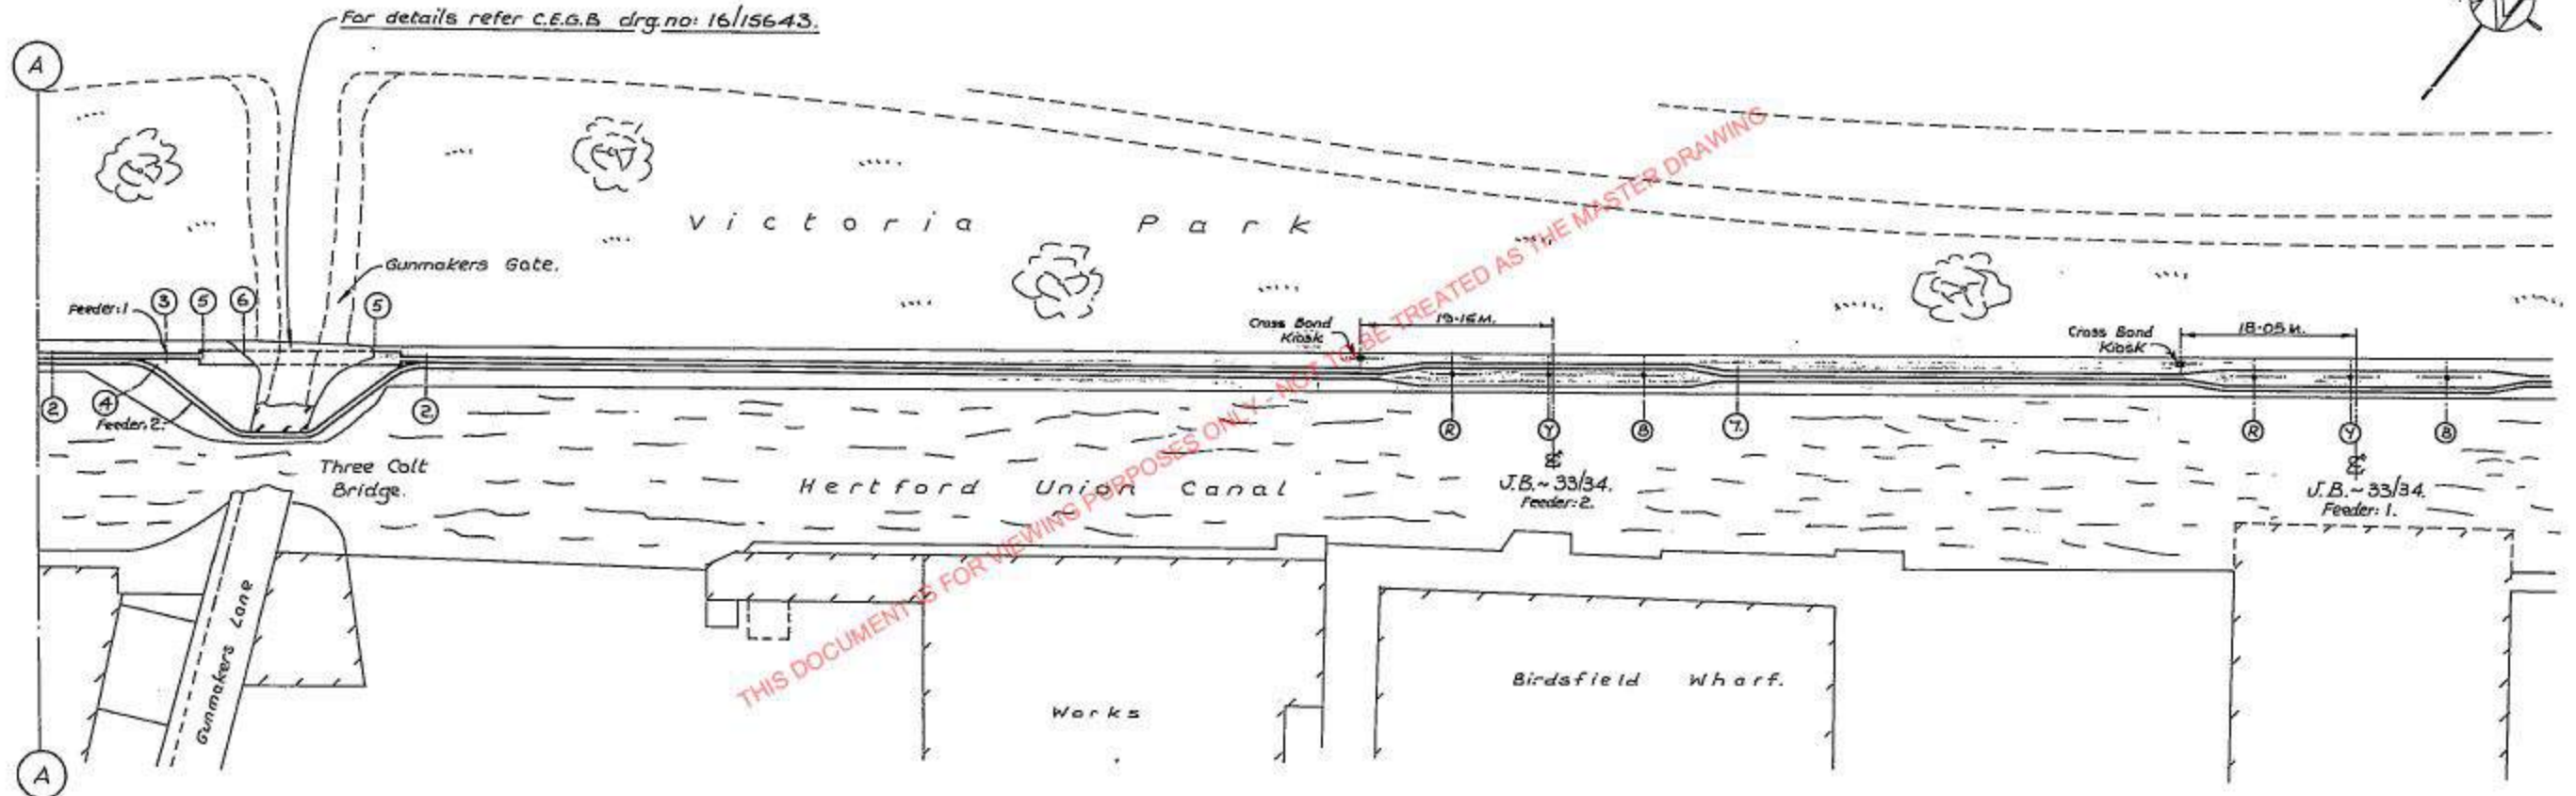 For details refer C.E.G.B drg.no: 16/15643.
A
Victoria Park
Gunmakers Gate.
Feeder:1
3
5
6
5
Cross Bond
Kiosk
Cross Bond
Kiosk
18.05 M.
2
4
Feeder:2.
2
R
Y
B
7
R
Y
B
Three Colt
Bridge.
Hertford Union Canal
J.B.~33/34.
Feeder:2.
J.B.~33/34.
Feeder:1.
Gunmakers Lane
Works
Birdsfield Wharf.
A
THIS DOCUMENT IS FOR VIEWING PURPOSES ONLY - NOT TO BE TREATED AS THE MASTER DRAWING